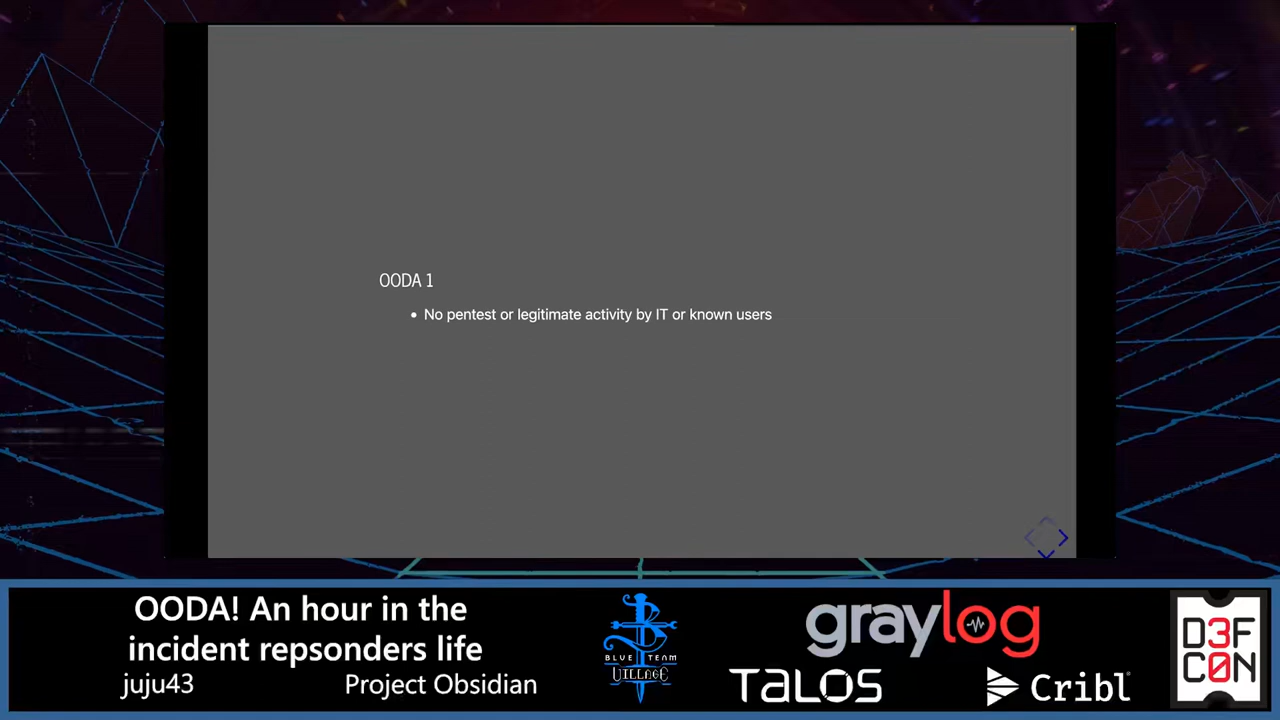 OODA 1
• No pentest or legitimate activity by IT or known users
OODA! An hour in the
incident repsonders life
juju43
Project Obsidian
BLUE TEAM
VILLAGE
graylog
TALOS
Cribl
D3F
C0N